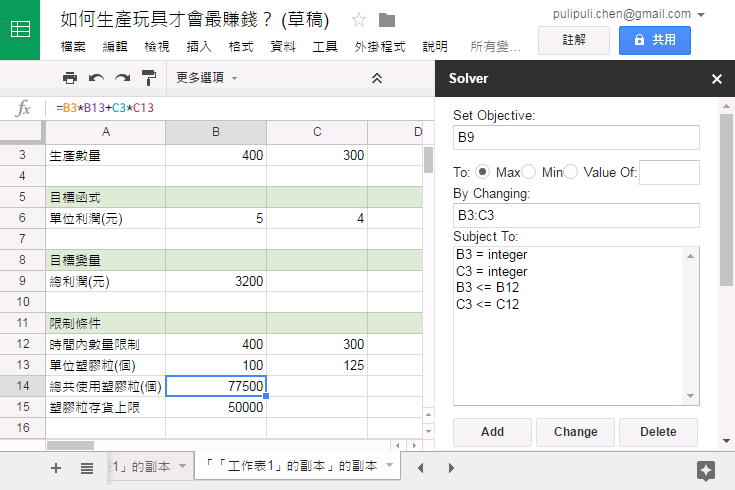 如何生產玩具才會最賺錢？ (草稿)
pulipuli.chen@gmail.com
檔案 編輯 檢視 插入 格式 資料 工具 外掛程式 說明 所有變…
註解
共用
更多選項
Solver
fx =B3*B13+C3*C13
A B C D
3 生產數量 400 300
4
5 目標函式
6 單位利潤(元) 5 4
7
8 目標變量
9 總利潤(元) 3200
10
11 限制條件
12 時間內數量限制 400 300
13 單位塑膠粒(個) 100 125
14 總共使用塑膠粒(個) 77500
15 塑膠粒存貨上限 50000
16
Set Objective:
B9
To: Max Min Value Of:
By Changing:
B3:C3
Subject To:
B3 = integer
C3 = integer
B3 <= B12
C3 <= C12
Add Change Delete
1」的副本
「「工作表1」的副本」的副本